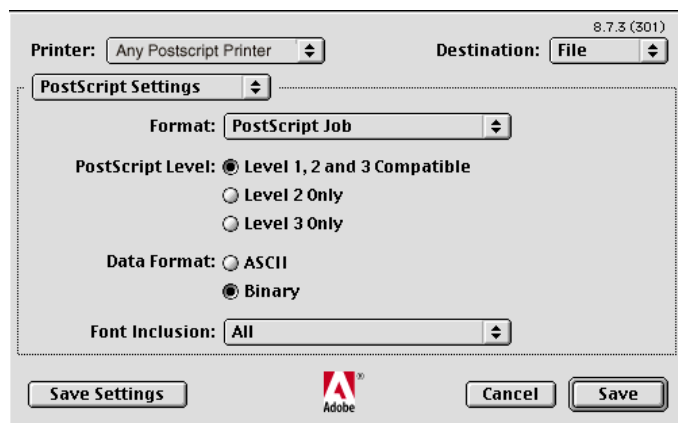 8.7.3 (301)
Printer: Any Postscript Printer Destination: File
PostScript Settings
Format: PostScript Job
PostScript Level: Level 1, 2 and 3 Compatible
Level 2 Only
Level 3 Only
Data Format: ASCII
Binary
Font Inclusion: All
Save Settings Adobe® Cancel Save